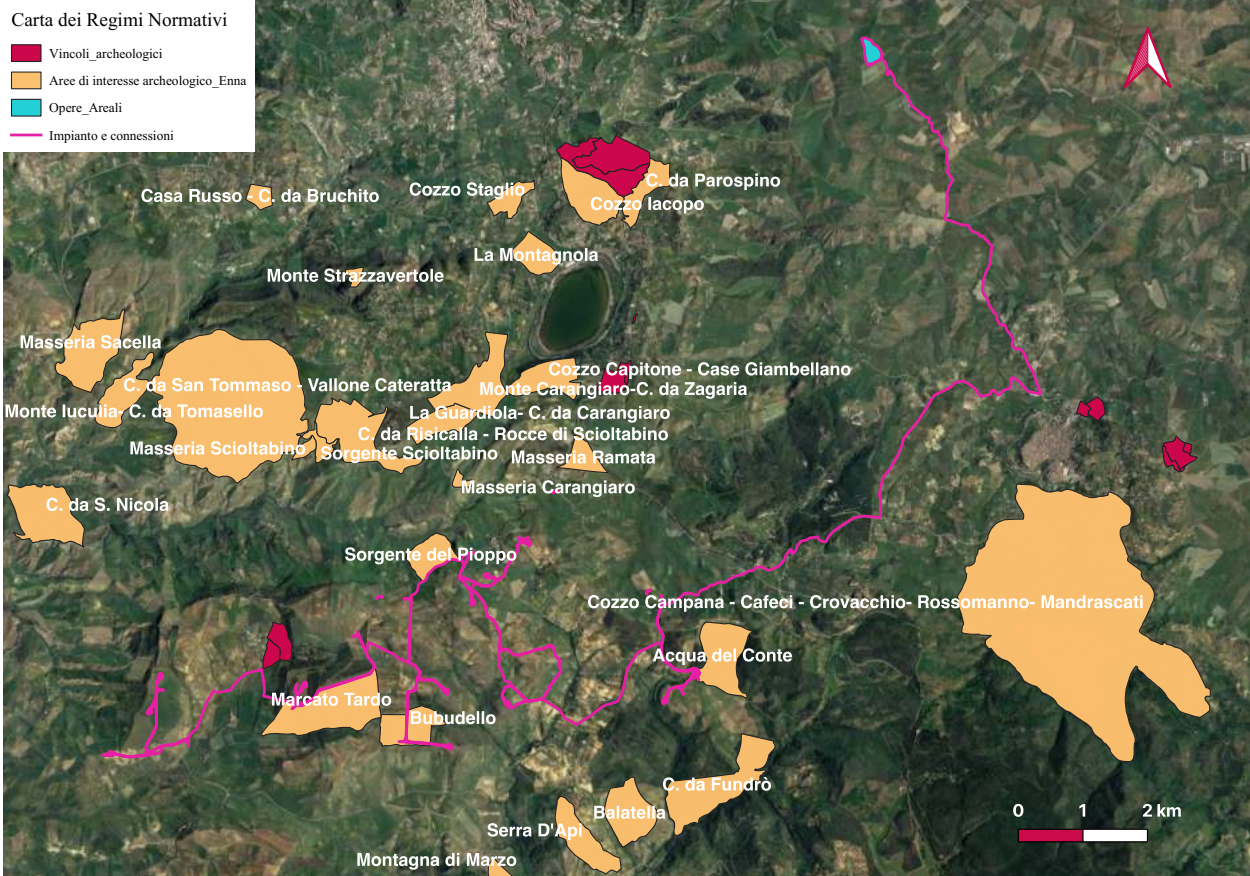 Carta dei Regimi Normativi
Vincoli_archeologici
Aree di interesse archeologico_Enna
Opere_Areali
Impianto e connessioni
C. da Parospino
Cozzo Staglio
Casa Russo - C. da Bruchito
Cozzo Iacopo
La Montagnola
Monte Strazzavertole
Masseria Sacella
Cozzo Capitone - Case Giambellano
C. da San Tommaso - Vallone Cateratta
Monte Carangiaro-C. da Zagaria
Monte Iuculia- C. da Tomasello
La Guardiola- C. da Carangiaro
C. da Risicalla - Rocce di Scioltabino
Masseria Scioltabino
Sorgente Scioltabino
Masseria Ramata
Masseria Carangiaro
C. da S. Nicola
Sorgente del Pioppo
Cozzo Campana - Cafeci - Crovacchio- Rossomanno- Mandrascati
Acqua del Conte
Marcato Tardo
Bubudello
C. da Fundrò
Balatella
Serra D'Api
Montagna di Marzo
0 1 2 km